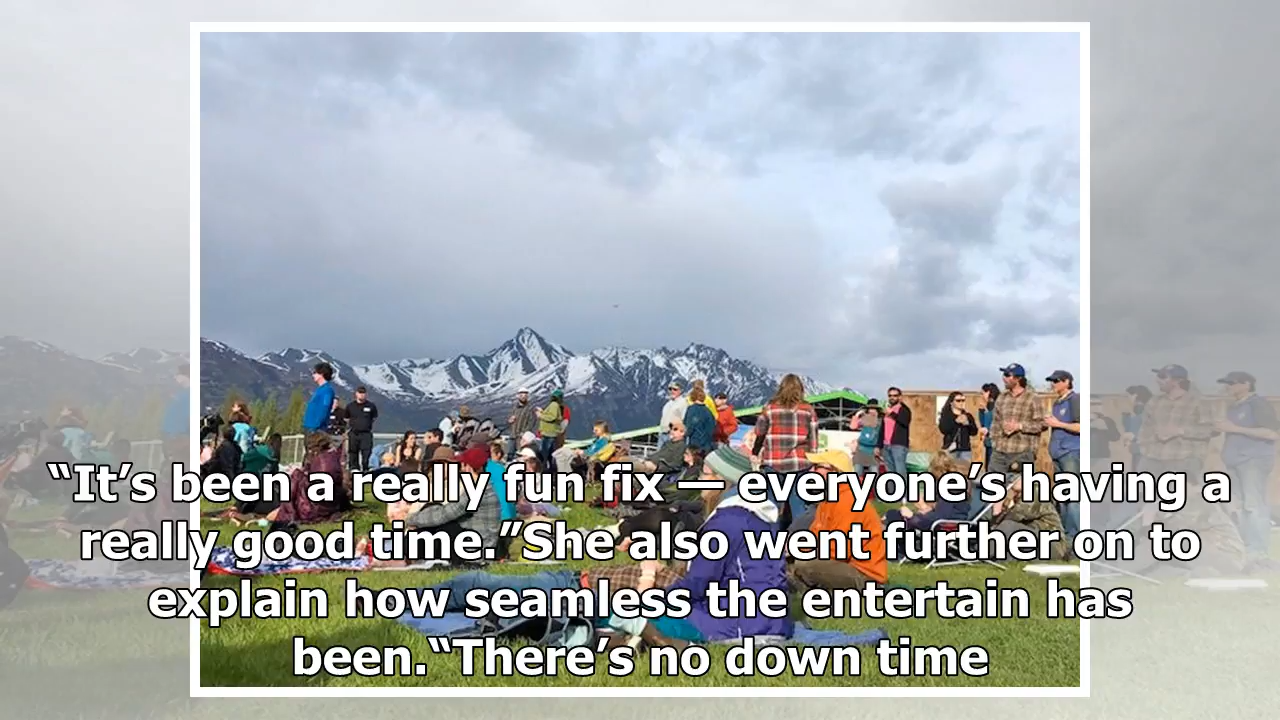 “It’s been a really fun fix — everyone’s having a
really good time.”She also went further on to
explain how seamless the entertain has
been.“There’s no down time